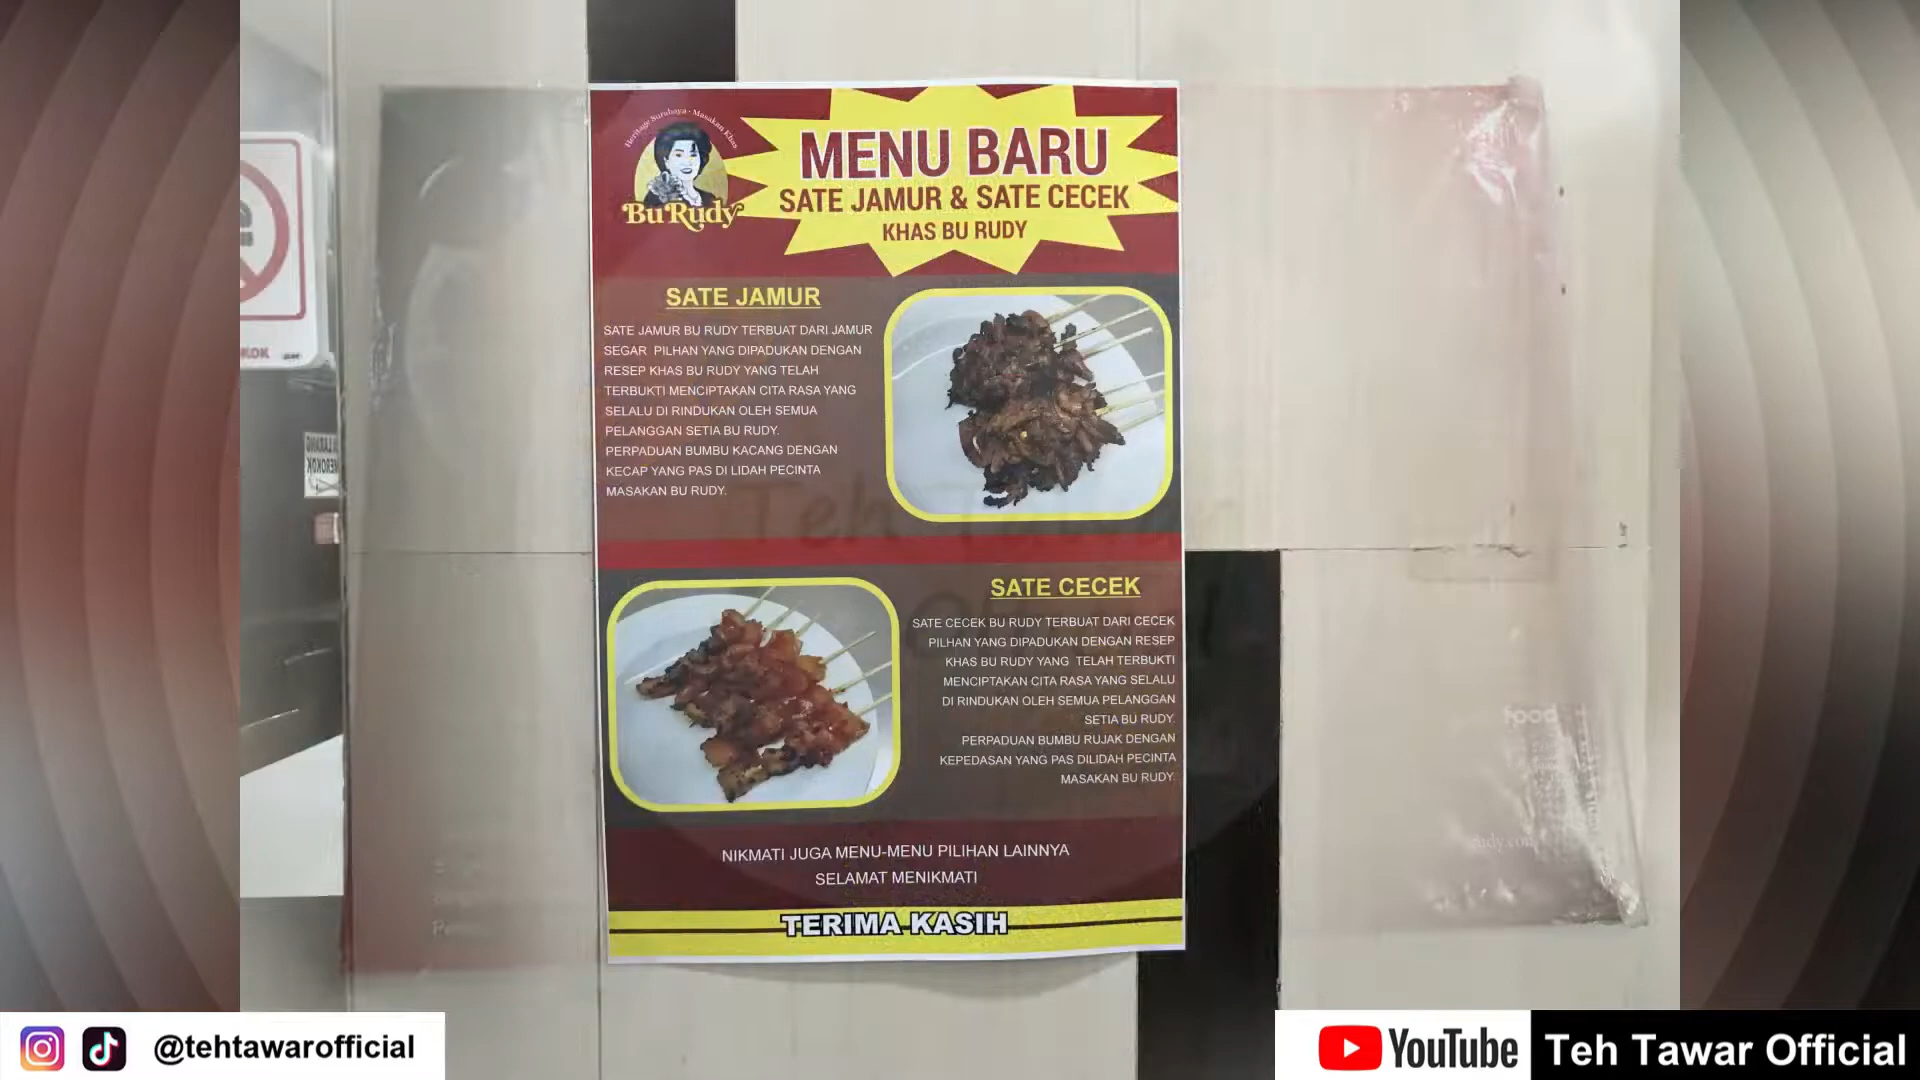 Heritage Surabaya - Masakan Khas
Bu Rudy
MENU BARU
SATE JAMUR & SATE CECEK
KHAS BU RUDY
SATE JAMUR
SATE JAMUR BU RUDY TERBUAT DARI JAMUR
SEGAR PILHAN YANG DIPADUKAN DENGAN
RESEP KHAS BU RUDY YANG TELAH
TERBUKTI MENCIPTAKAN CITA RASA YANG
SELALU DI RINDUKAN OLEH SEMUA
PELANGGAN SETIA BU RUDY.
PERPADUAN BUMBU KACANG DENGAN
KECAP YANG PAS DI LIDAH PECINTA
MASAKAN BU RUDY.
SATE CECEK
SATE CECEK BU RUDY TERBUAT DARI CECEK
PILHAN YANG DIPADUKAN DENGAN RESEP
KHAS BU RUDY YANG TELAH TERBUKTI
MENCIPTAKAN CITA RASA YANG SELALU
DI RINDUKAN OLEH SEMUA PELANGGAN
SETIA BU RUDY.
PERPADUAN BUMBU RUJAK DENGAN
KEPEDASAN YANG PAS DILIDAH PECINTA
MASAKAN BU RUDY.
NIKMATI JUGA MENU-MENU PILIHAN LAINNYA
SELAMAT MENIKMATI
TERIMA KASIH
food
@tehtawarofficial
YouTube
Teh Tawar Official